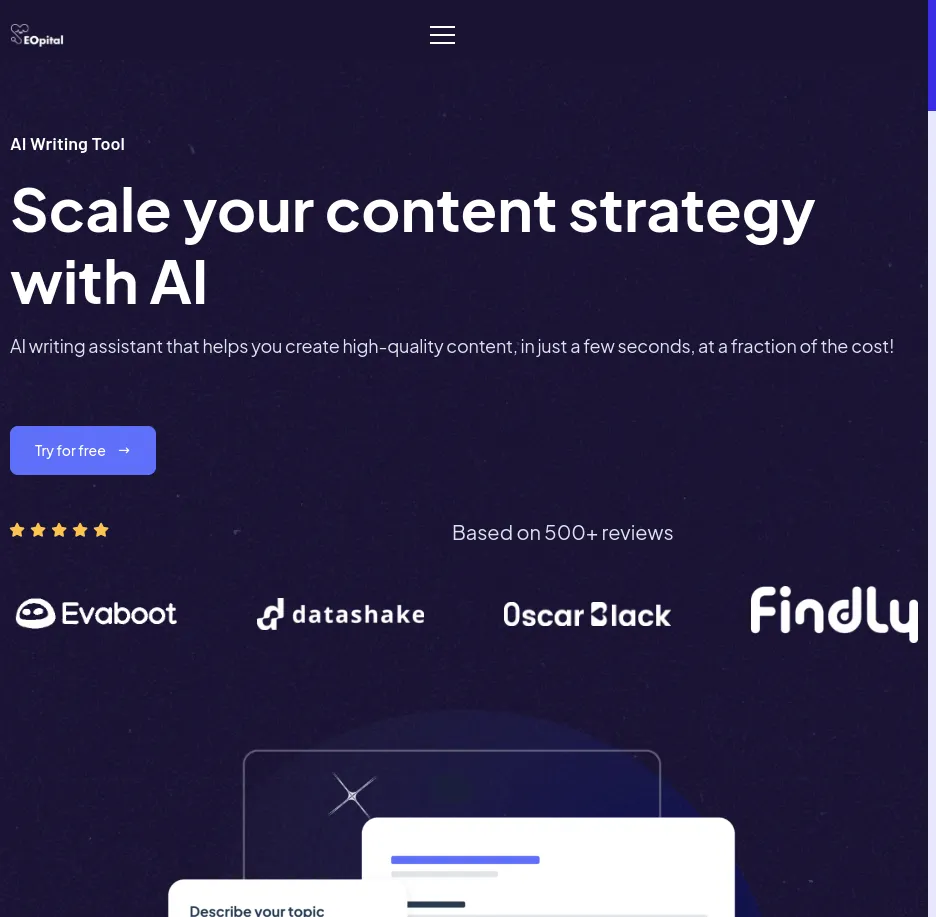 EOpital
AI Writing Tool
Scale your content strategy
with AI
AI writing assistant that helps you create high-quality content, in just a few seconds, at a fraction of the cost!
Try for free →
Based on 500+ reviews
Evaboot
datashake
Oscar Black
Findly
Describe your topic